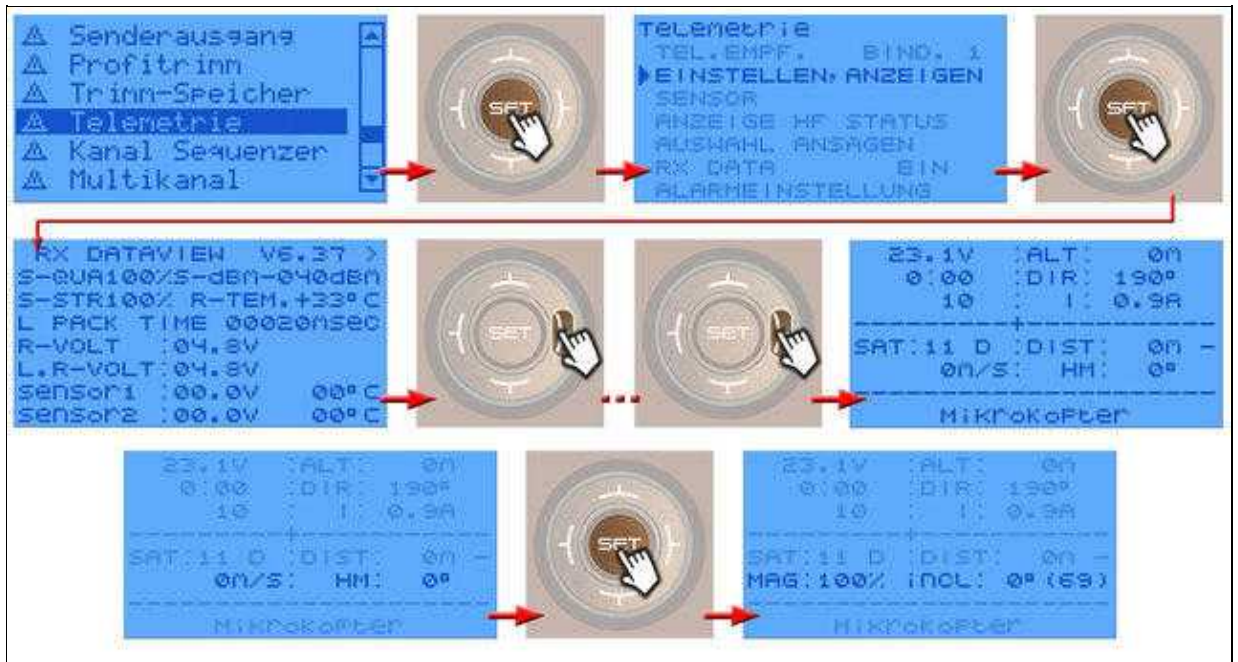 Senderausgang
Profitrimm
Trimm-Speicher
Telemetrie
Kanal Sequenzer
Multikanal
SET
Telemetrie
TEL.EMPF. BIND. 1
EINSTELLEN, ANZEIGEN
SENSOR
ANZEIGE HF STATUS
AUSWAHL ANSAGEN
RX DATA BIN
ALARMEINSTELLUNG
SET
RX DATAVIEW V6.37 >
S-QUA100%S-dBm-040dBm
S-STR100% R-TEM.+33°C
L PACK TIME 00020msec
R-VOLT :04.8V
L.R-VOLT:04.8V
Sensor1 :00.0V 00°C
Sensor2 :00.0V 00°C
SET
...
SET
23.1V :ALT: 0m
0:00 :DIR: 190°
10 : I: 0.9A
---------+---------
SAT:11 D :DIST: 0m -
0m/s: HM: 0°
-------------------
MikroKopter
23.1V :ALT: 0m
0:00 :DIR: 190°
10 : I: 0.9A
---------+---------
SAT:11 D :DIST: 0m -
0m/s: HM: 0°
-------------------
MikroKopter
SET
23.1V :ALT: 0m
0:00 :DIR: 190°
10 : I: 0.9A
---------+---------
SAT:11 D :DIST: 0m -
MAG:100% incl: 0°(69)
-------------------
MikroKopter